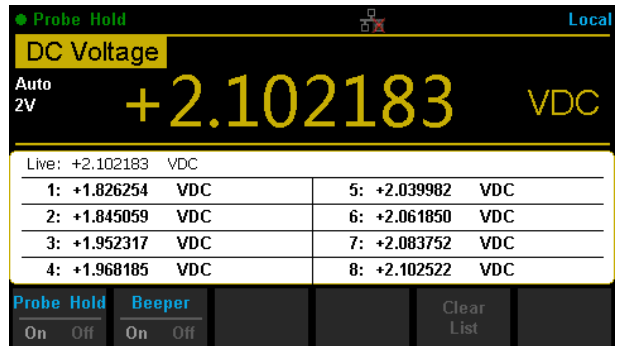 Probe Hold
Local
DC Voltage
Auto
2V
+2.102183 VDC
Live: +2.102183 VDC
1: +1.826254 VDC
2: +1.845059 VDC
3: +1.952317 VDC
4: +1.968185 VDC
5: +2.039982 VDC
6: +2.061850 VDC
7: +2.083752 VDC
8: +2.102522 VDC
Probe Hold
On Off
Beeper
On Off
Clear
List